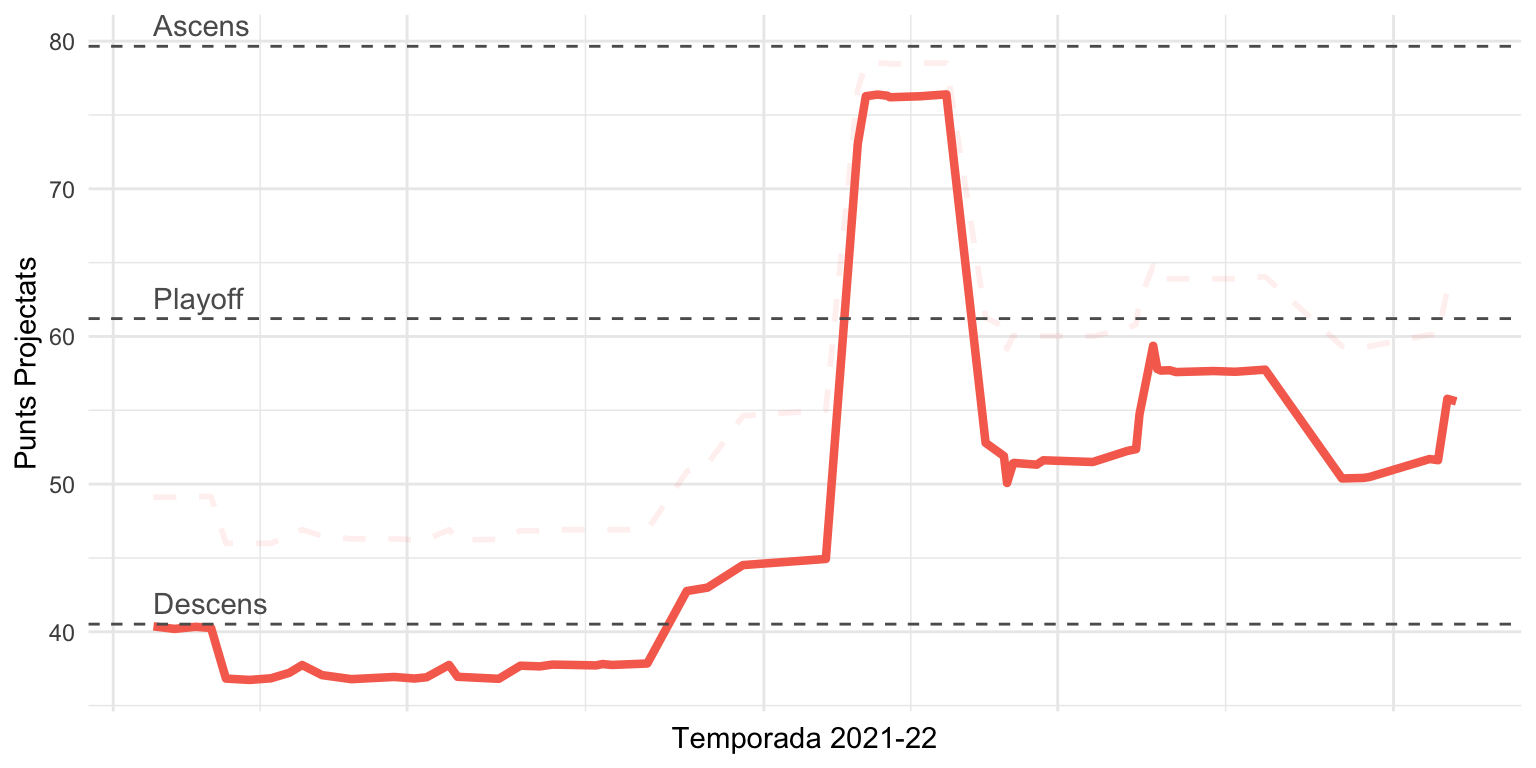 Ascens
80
70
Playoff
60
50
Descens
40
Punts Projectats
Temporada 2021-22